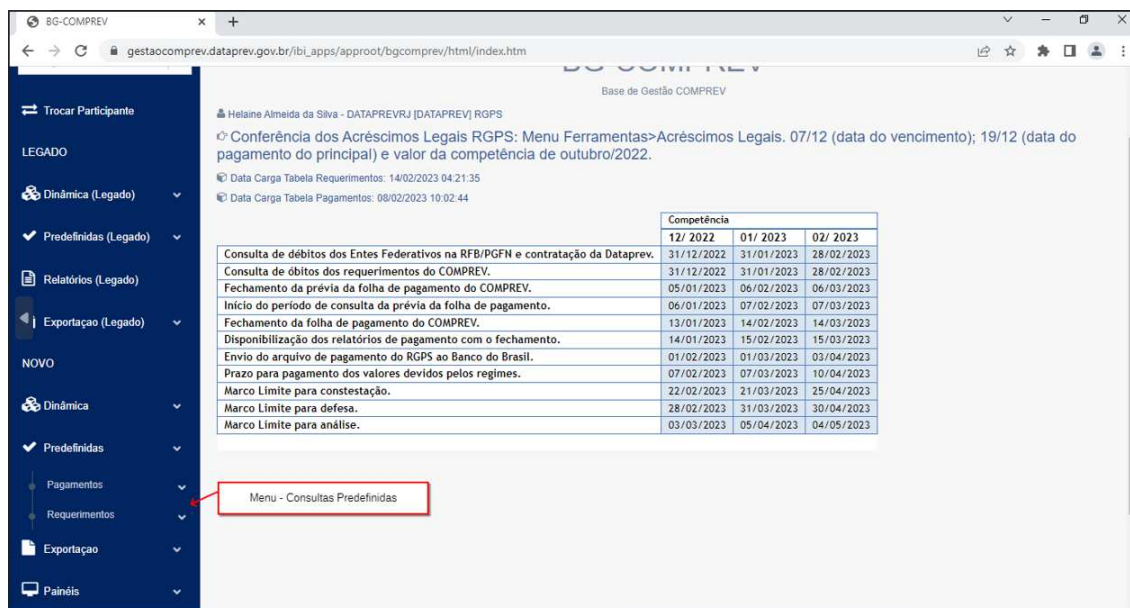 BG-COMPREV
gestaocomprev.dataprev.gov.br/ibi_apps/approot/bgcomprev/html/index.htm
BG-COMPREV
Base de Gestão COMPREV
Trocar Participante
Helaine Almeida da Silva - DATAPREVRJ [DATAPREV] RGPS
Conferência dos Acréscimos Legais RGPS: Menu Ferramentas>Acréscimos Legais. 07/12 (data do vencimento); 19/12 (data do
pagamento do principal) e valor da competência de outubro/2022.
LEGADO
Data Carga Tabela Requerimentos: 14/02/2023 04:21:35
Data Carga Tabela Pagamentos: 08/02/2023 10:02:44
Dinâmica (Legado)
Predefinidas (Legado)
Relatórios (Legado)
Exportaçao (Legado)
NOVO
Dinâmica
Predefinidas
Pagamentos
Requerimentos
Exportaçao
Painéis
Competência
12/ 2022 01/ 2023 02/ 2023
Consulta de débitos dos Entes Federativos na RFB/PGFN e contratação da Dataprev. 31/12/2022 31/01/2023 28/02/2023
Consulta de óbitos dos requerimentos do COMPREV. 31/12/2022 31/01/2023 28/02/2023
Fechamento da prévia da folha de pagamento do COMPREV. 05/01/2023 06/02/2023 06/03/2023
Início do período de consulta da prévia da folha de pagamento. 06/01/2023 07/02/2023 07/03/2023
Fechamento da folha de pagamento do COMPREV. 13/01/2023 14/02/2023 14/03/2023
Disponibilização dos relatórios de pagamento com o fechamento. 14/01/2023 15/02/2023 15/03/2023
Envio do arquivo de pagamento do RGPS ao Banco do Brasil. 01/02/2023 01/03/2023 03/04/2023
Prazo para pagamento dos valores devidos pelos regimes. 07/02/2023 07/03/2023 10/04/2023
Marco Limite para constestação. 22/02/2023 21/03/2023 25/04/2023
Marco Limite para defesa. 28/02/2023 31/03/2023 30/04/2023
Marco Limite para análise. 03/03/2023 05/04/2023 04/05/2023
Menu - Consultas Predefinidas